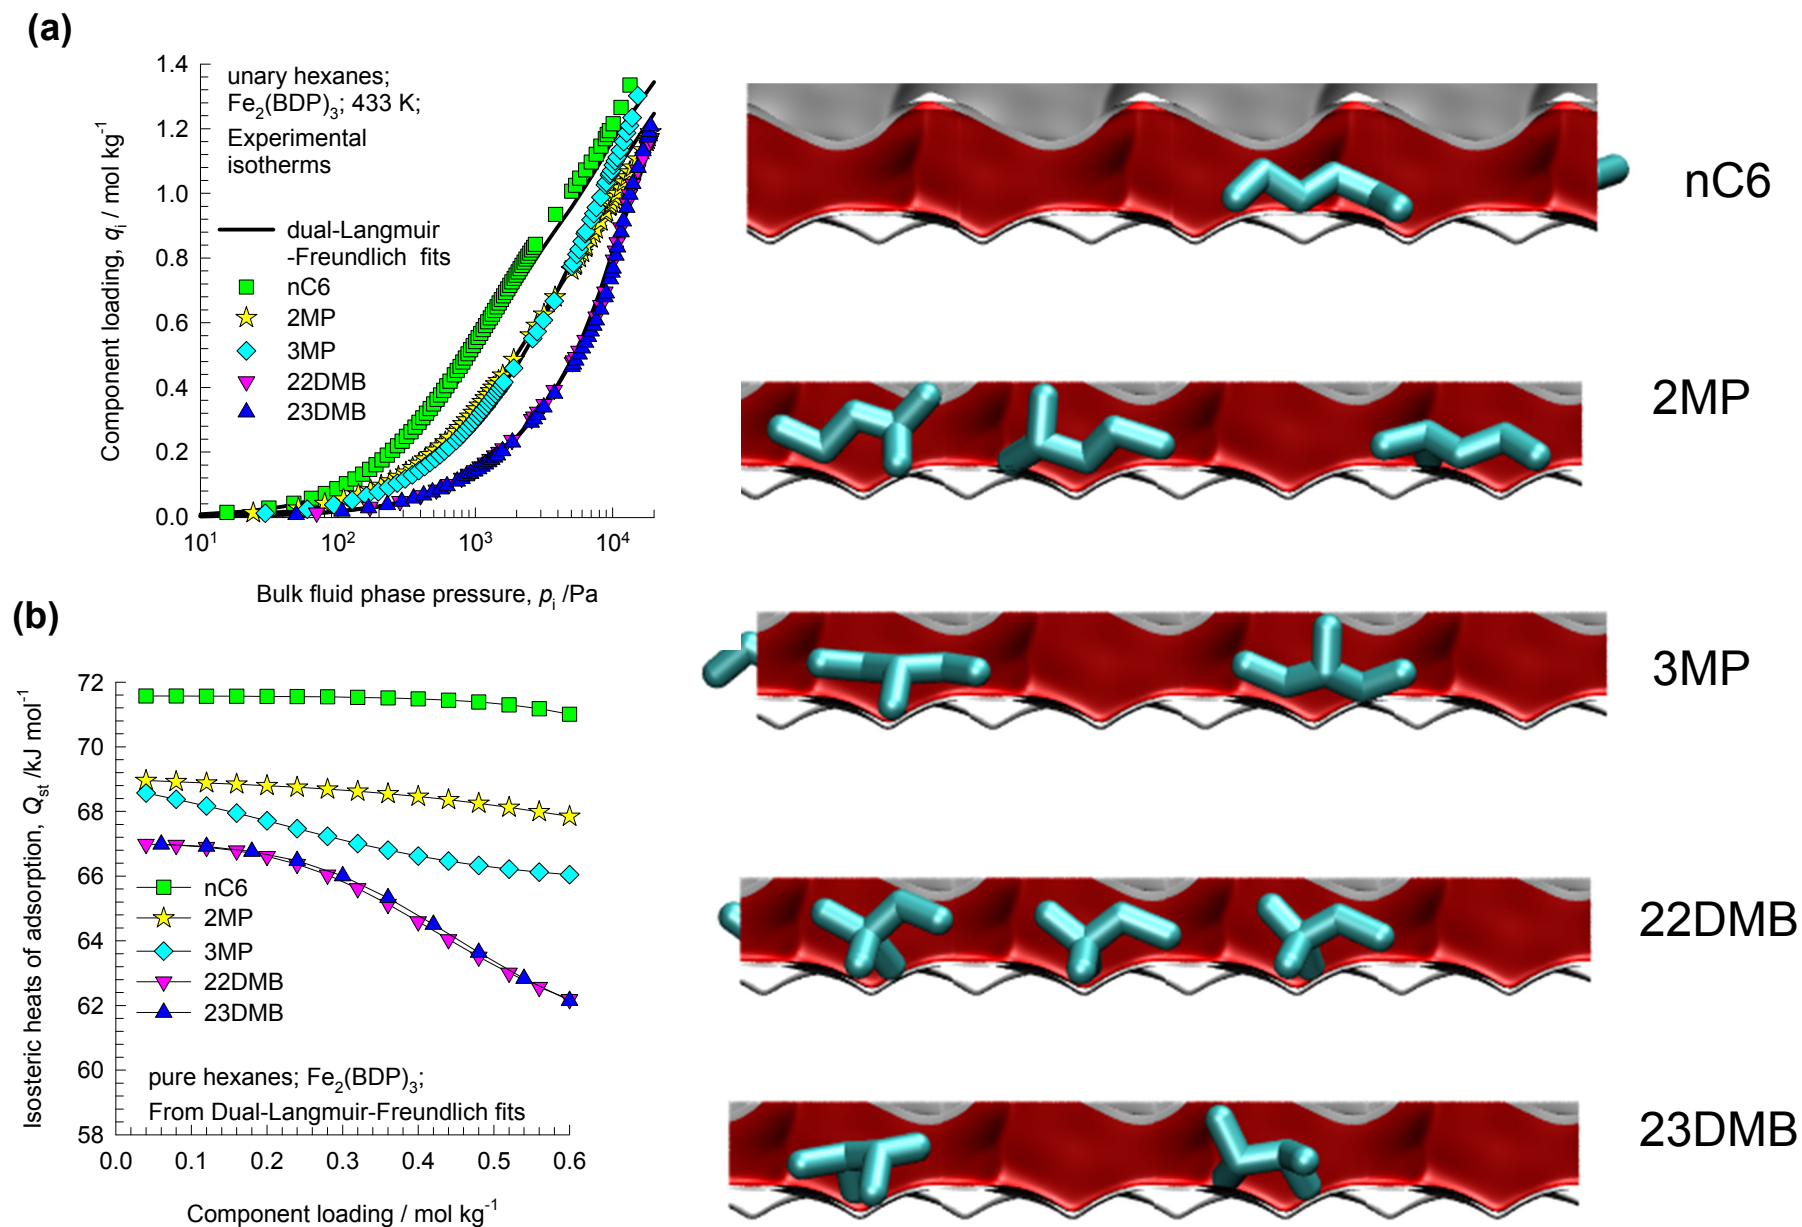 (a)
1.4
1.2
1.0
0.8
0.6
0.4
0.2
0.0
Component loading, qi / mol kg-1
unary hexanes;
Fe2(BDP)3; 433 K;
Experimental
isotherms
dual-Langmuir
-Freundlich fits
nC6
2MP
3MP
22DMB
23DMB
101 102 103 104
Bulk fluid phase pressure, pi /Pa
(b)
72
70
68
66
64
62
60
58
Isosteric heats of adsorption, Qst /kJ mol-1
nC6
2MP
3MP
22DMB
23DMB
pure hexanes; Fe2(BDP)3;
From Dual-Langmuir-Freundlich fits
0.0 0.1 0.2 0.3 0.4 0.5 0.6
Component loading / mol kg-1
nC6
2MP
3MP
22DMB
23DMB